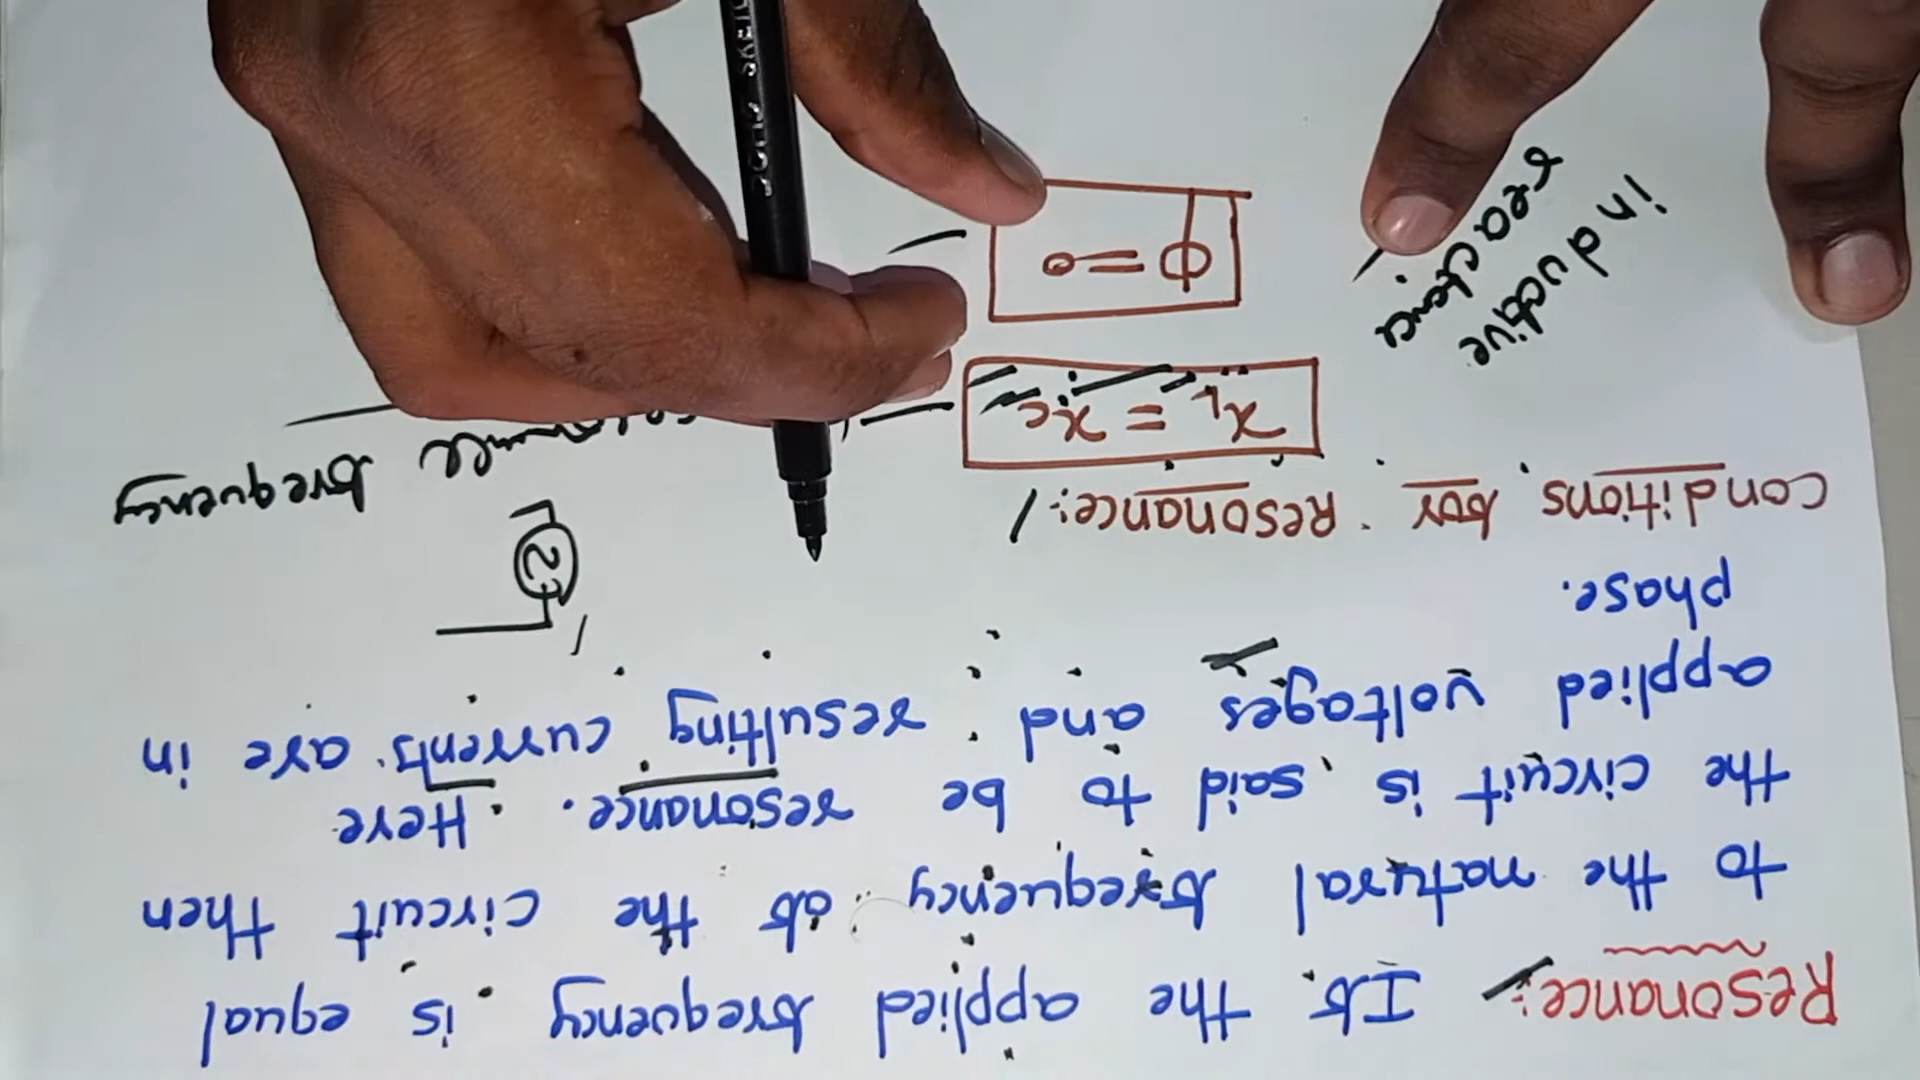 Resonance:- If the applied frequency is equal
to the natural frequency of the circuit then
the circuit is said to be resonance. Here
applied voltages and resulting currents are in
phase.
conditions for Resonance:-
xL = xc
frequency
ϕ = 0
inductive
reactance